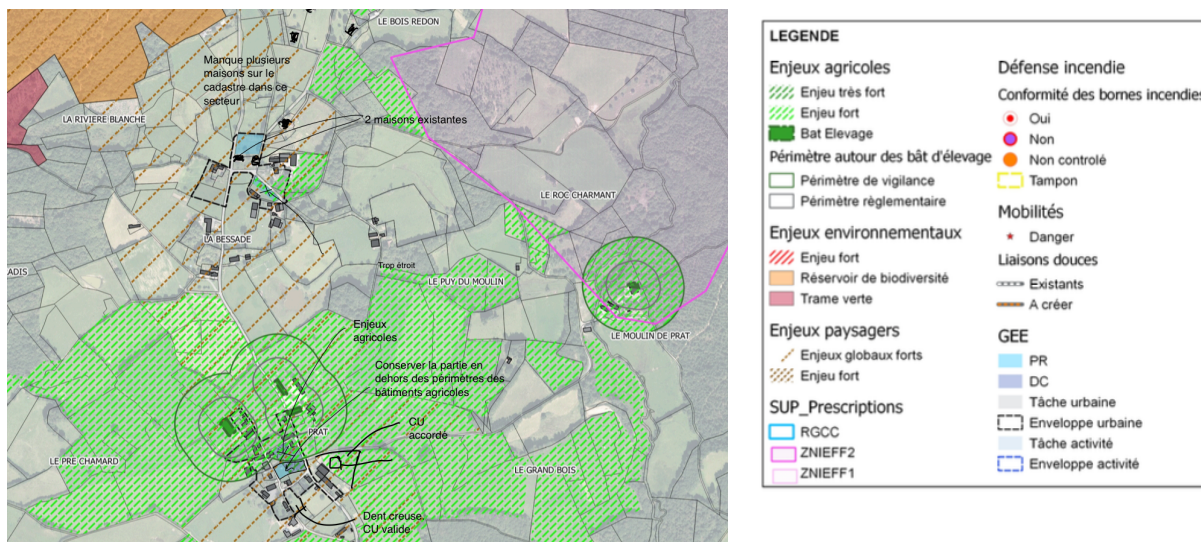 LE BOIS REDON
Manque plusieurs
maisons sur le
cadastre dans ce
secteur
LA RIVIERE BLANCHE
2 maisons existantes
LE ROC CHARMANT
LA BESSADE
ADIS
Trop étroit
LE PUY DU MOULIN
LE MOULIN DE PRAT
Enjeux
agricoles
Conserver la partie en
dehors des périmètres des
bâtiments agricoles
CU
accordé
PRAT
LE PRE CHAMARD
LE GRAND BOIS
Dent creuse.
CU valide
LEGENDE
Enjeux agricoles
Enjeu très fort
Enjeu fort
Bat Elevage
Périmètre autour des bât d'élevage
Périmètre de vigilance
Périmètre règlementaire
Enjeux environnementaux
Enjeu fort
Réservoir de biodiversité
Trame verte
Enjeux paysagers
Enjeux globaux forts
Enjeu fort
SUP_Prescriptions
RGCC
ZNIEFF2
ZNIEFF1
Défense incendie
Conformité des bornes incendies
Oui
Non
Non controlé
Tampon
Mobilités
Danger
Liaisons douces
Existants
A créer
GEE
PR
DC
Tâche urbaine
Enveloppe urbaine
Tâche activité
Enveloppe activité